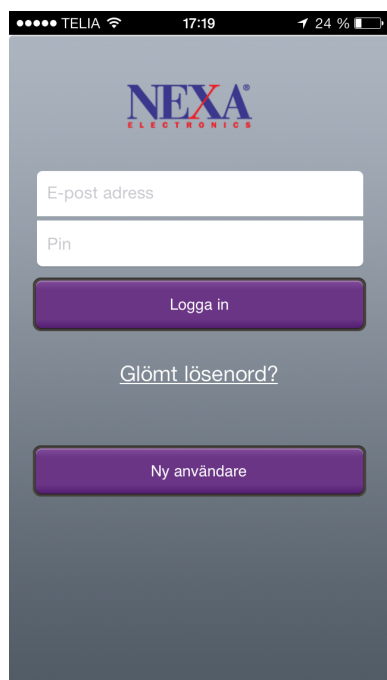 TELIA 17:19 24 %
NEXA®
ELECTRONICS
E-post adress
Pin
Logga in
Glömt lösenord?
Ny användare